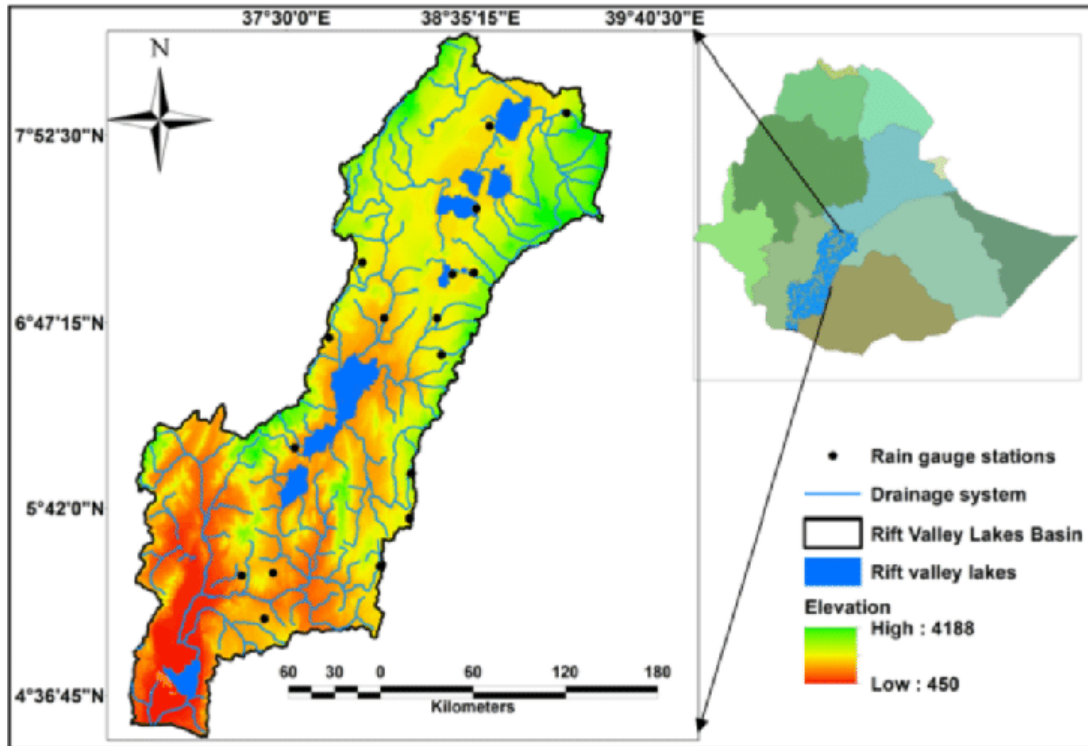 37°30'0"E
38°35'15"E
39°40'30"E
N
7°52'30"N
6°47'15"N
5°42'0"N
4°36'45"N
Rain gauge stations
Drainage system
Rift Valley Lakes Basin
Rift valley lakes
Elevation
High : 4188
Low : 450
60 30 0 60 120 180
Kilometers